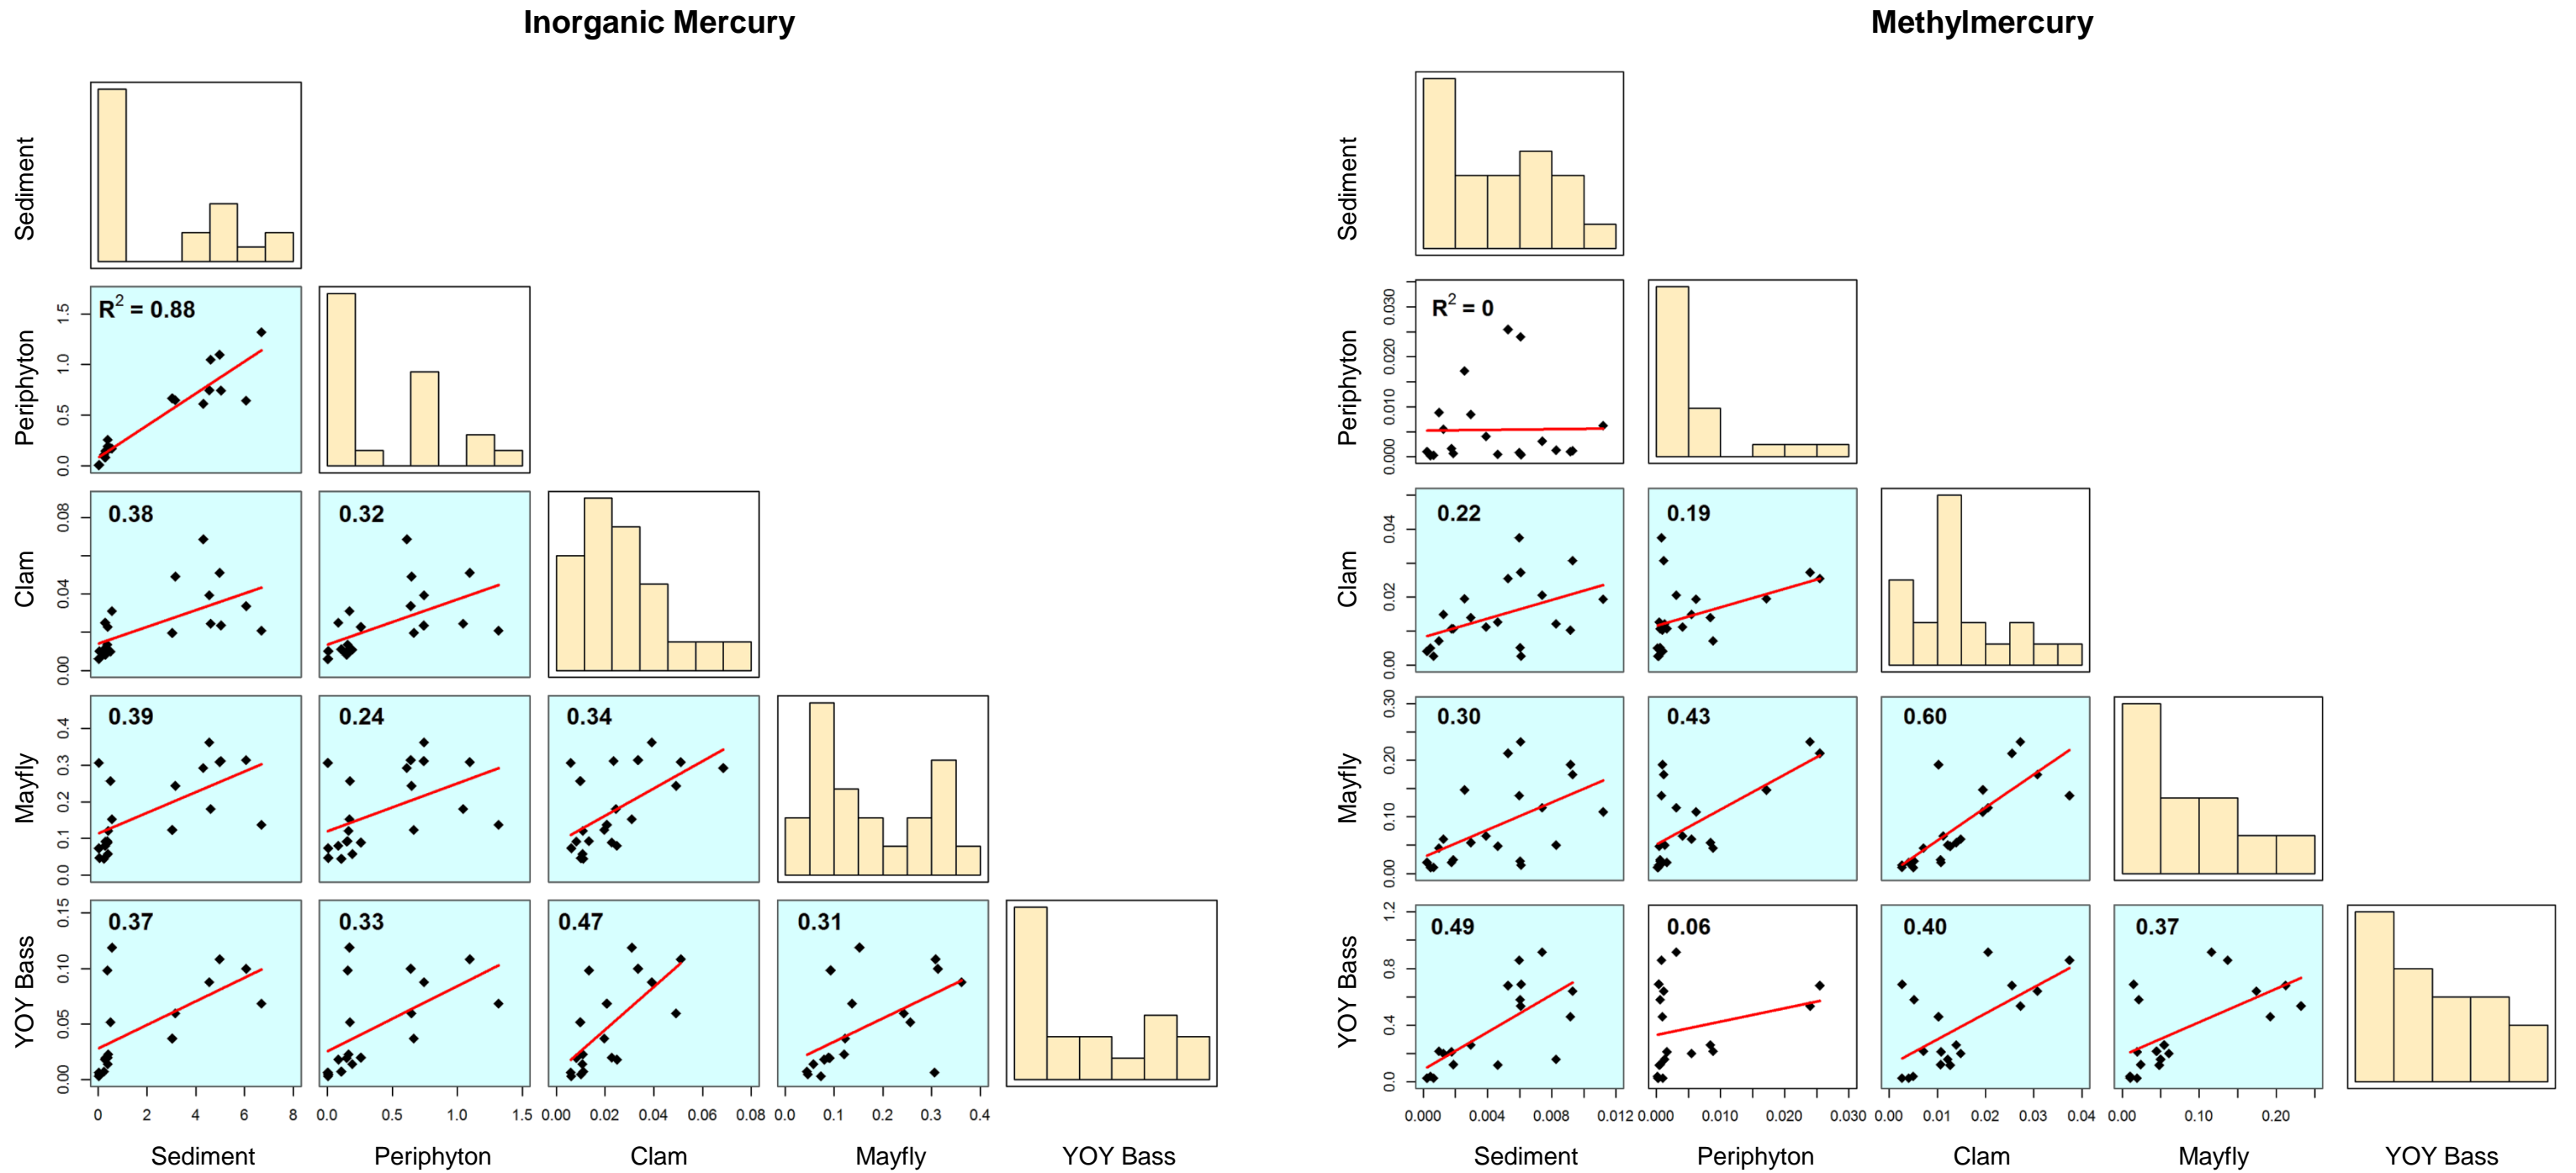 Inorganic Mercury
Methylmercury
Sediment
Sediment
Periphyton
0.0 0.5 1.0 1.5
R² = 0.88
Periphyton
0.000 0.010 0.020 0.030
R² = 0
Clam
0.00 0.04 0.08
0.38
0.32
Clam
0.00 0.02 0.04
0.22
0.19
Mayfly
0.0 0.1 0.2 0.3 0.4
0.39
0.24
0.34
Mayfly
0.00 0.10 0.20 0.30
0.30
0.43
0.60
YOY Bass
0.00 0.05 0.10 0.15
0.37
0.33
0.47
0.31
YOY Bass
0.0 0.4 0.8 1.2
0.49
0.06
0.40
0.37
0 2 4 6 8
0.0 0.5 1.0 1.5
0.00 0.02 0.04 0.06 0.08
0.0 0.1 0.2 0.3 0.4
0.000 0.004 0.008 0.012
0.000 0.010 0.020 0.030
0.00 0.01 0.02 0.03 0.04
0.00 0.10 0.20
Sediment
Periphyton
Clam
Mayfly
YOY Bass
Sediment
Periphyton
Clam
Mayfly
YOY Bass